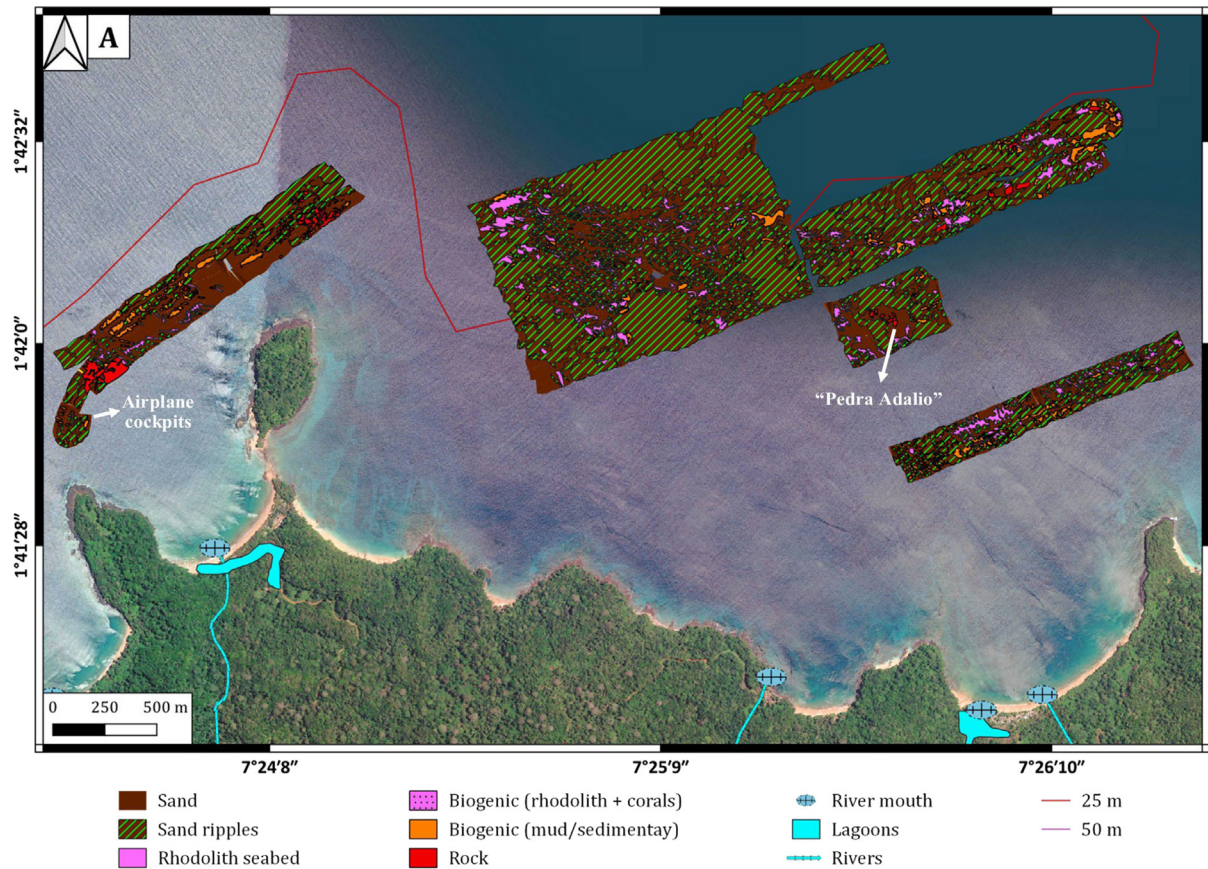 A
1°42′32″
1°42′0″
1°41′28″
Airplane
cockpits
“Pedra Adalio”
0 250 500 m
7°24′8″ 7°25′9″ 7°26′10″
Sand
Sand ripples
Rhodolith seabed
Biogenic (rhodolith + corals)
Biogenic (mud/sedimentay)
Rock
River mouth
Lagoons
Rivers
25 m
50 m